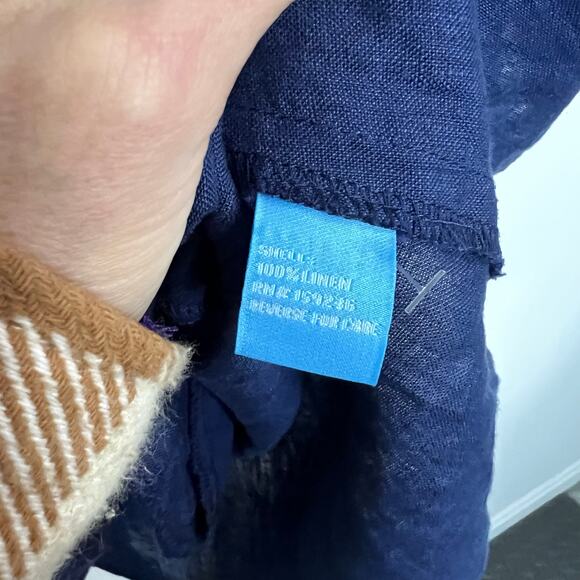 SHELL:
100% LINEN
RN# 159236
REVERSE FOR CARE